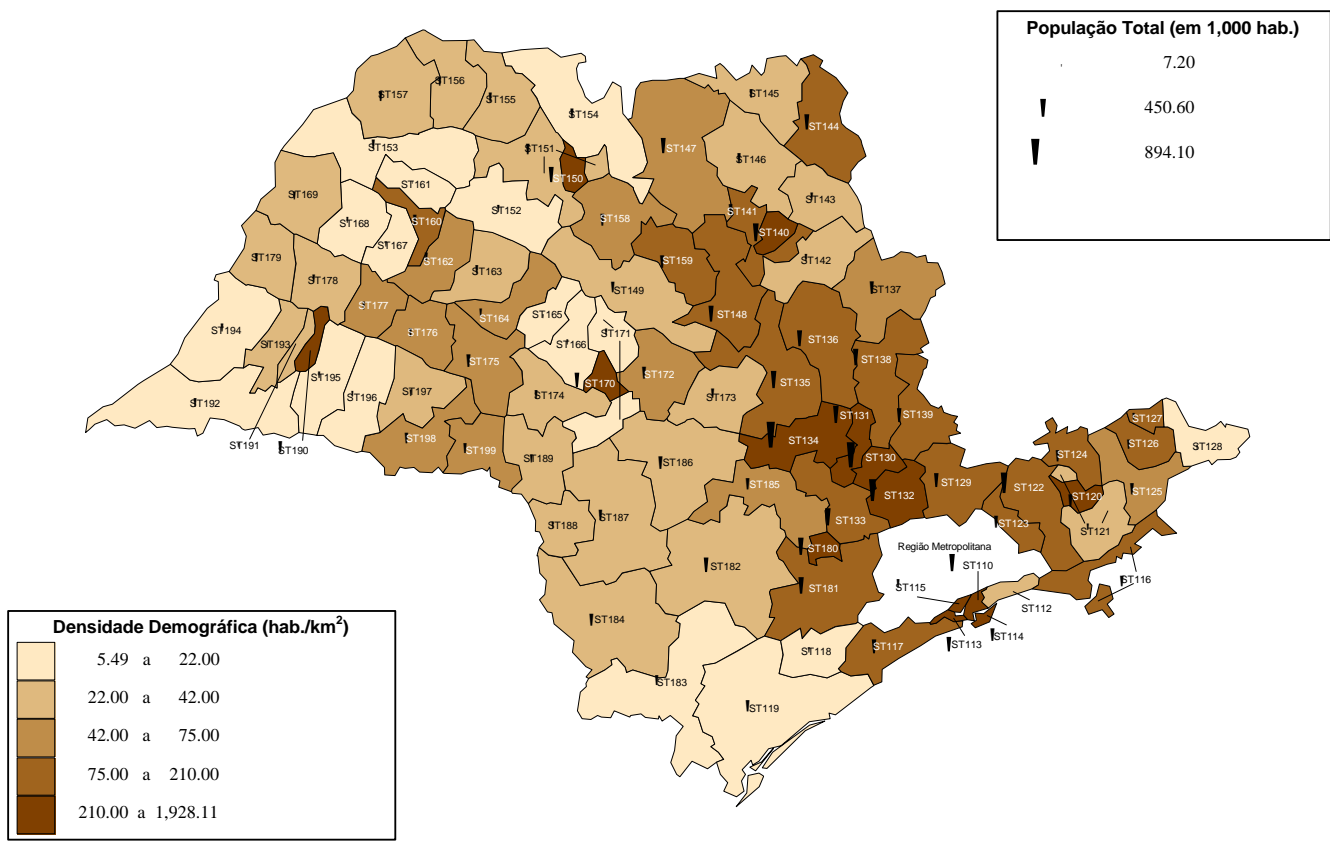 População Total (em 1,000 hab.)
7.20
450.60
894.10
ST157
ST156
ST155
ST154
ST153
ST151
ST150
ST145
ST144
ST147
ST146
ST143
ST161
ST152
ST169
ST168
ST160
ST158
ST141
ST140
ST167
ST142
ST179
ST162
ST159
ST178
ST163
ST149
ST137
ST177
ST164
ST165
ST148
ST194
ST176
ST166
ST171
ST136
ST193
ST175
ST138
ST195
ST170
ST172
ST135
ST192
ST196
ST197
ST174
ST173
ST131
ST139
ST191
ST190
ST198
ST199
ST134
ST127
ST126
ST128
ST189
ST186
ST130
ST124
ST185
ST132
ST129
ST122
ST120
ST125
ST188
ST187
ST133
ST123
ST121
ST180
Região Metropolitana
ST182
ST181
ST115
ST110
ST116
ST112
ST184
ST117
ST113
ST114
ST118
ST183
ST119
Densidade Demográfica (hab./km²)
5.49 a 22.00
22.00 a 42.00
42.00 a 75.00
75.00 a 210.00
210.00 a 1,928.11